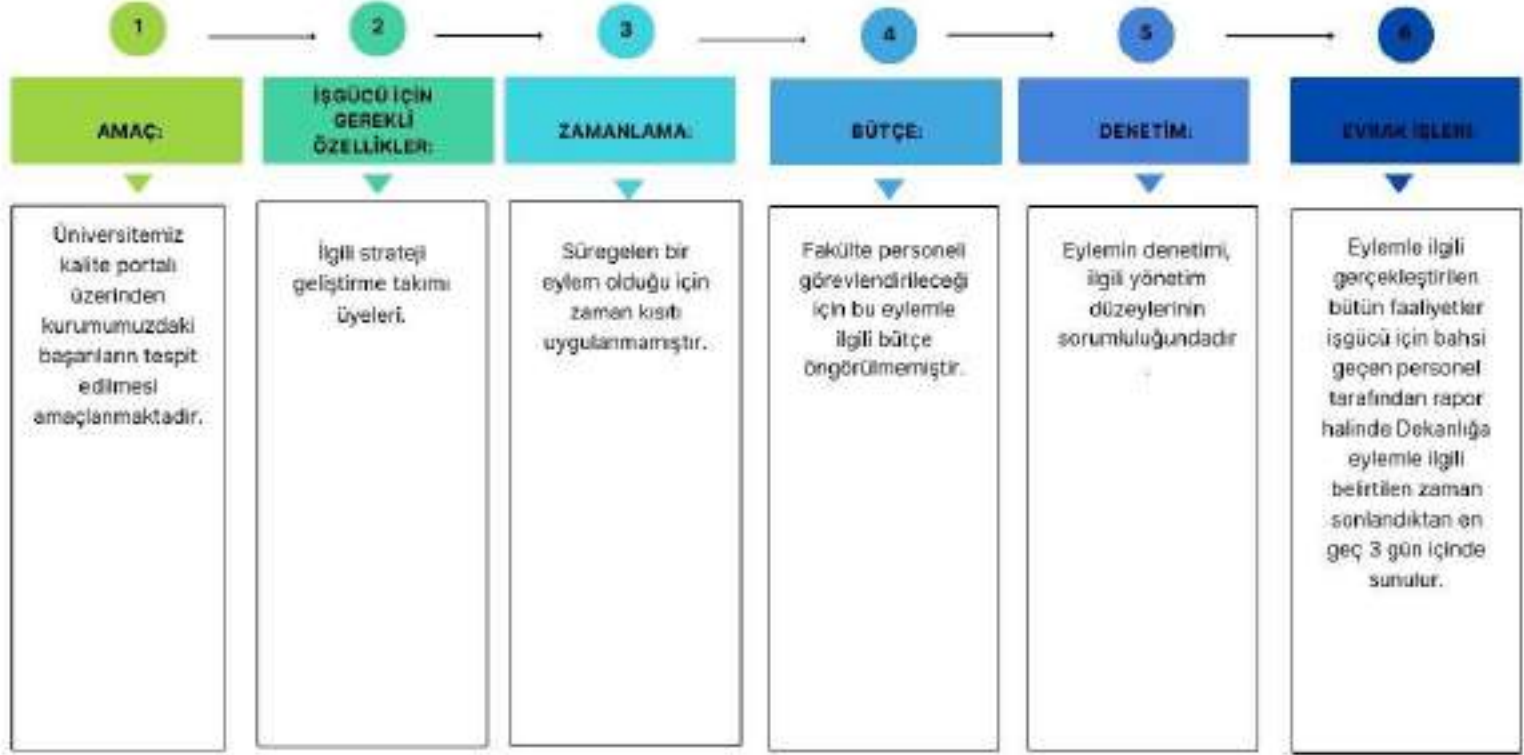 1
2
3
4
5
6
AMAÇ:
İŞGÜCÜ İÇİN
GEREKLİ
ÖZELLİKLER:
ZAMANLAMA:
BÜTÇE:
DENETİM:
EVRAK İŞLERİ:
Üniversitemiz
kalite portalı
üzerinden
kurumumuzdaki
başarıların tespit
edilmesi
amaçlanmaktadır.
İlgili strateji
geliştirme takımı
üyeleri.
Süregelen bir
eylem olduğu için
zaman kısıtı
uygulanmamıştır.
Fakülte personeli
görevlendirileceği
için bu eylemle
ilgili bütçe
öngörülmemiştir.
Eylemin denetimi,
ilgili yönetim
düzeylerinin
sorumluluğundadır
.
Eylemle ilgili
gerçekleştirilen
bütün faaliyetler
işgücü için bahsi
geçen personel
tarafından rapor
halinde Dekanlığa
eylemle ilgili
belirtilen zaman
sonlandıktan en
geç 3 gün içinde
sunulur.